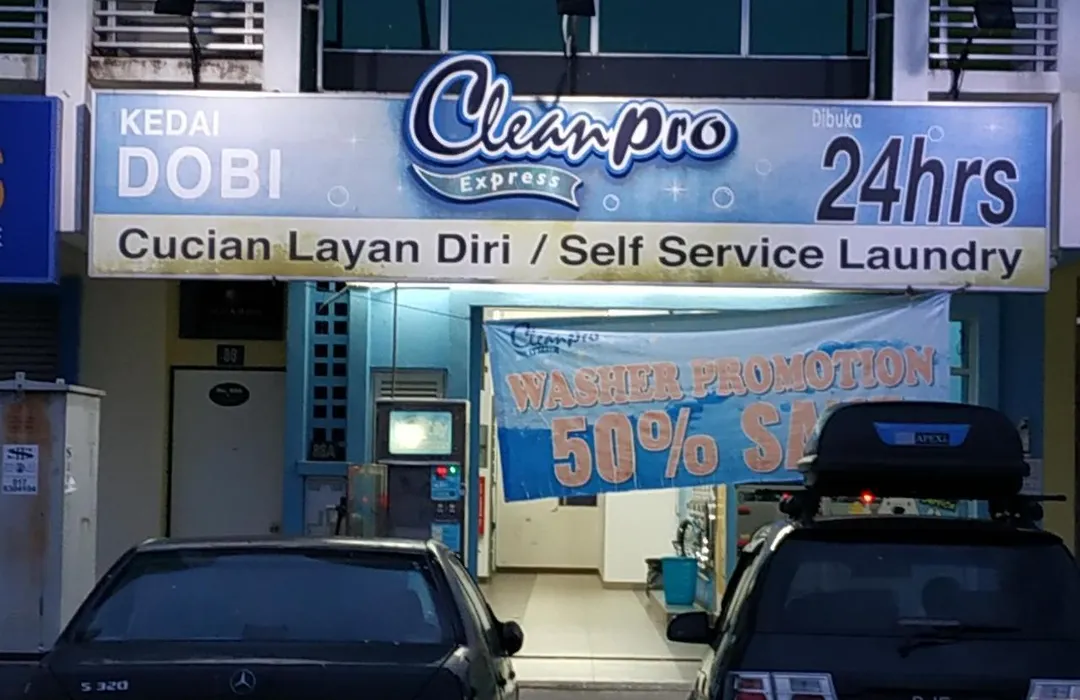 KEDAI
DOBI
Cleanpro
Express
Dibuka
24hrs
Cucian Layan Diri / Self Service Laundry
Cleanpro
WASHER PROMOTION
50%
88
88A
APEX
S 320